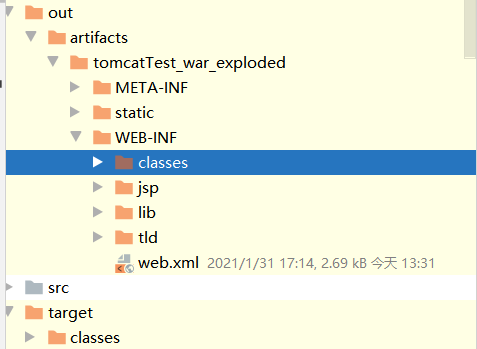 out
artifacts
tomcatTest_war_exploded
META-INF
static
WEB-INF
classes
jsp
lib
tld
web.xml 2021/1/31 17:14, 2.69 kB 今天 13:31
src
target
classes